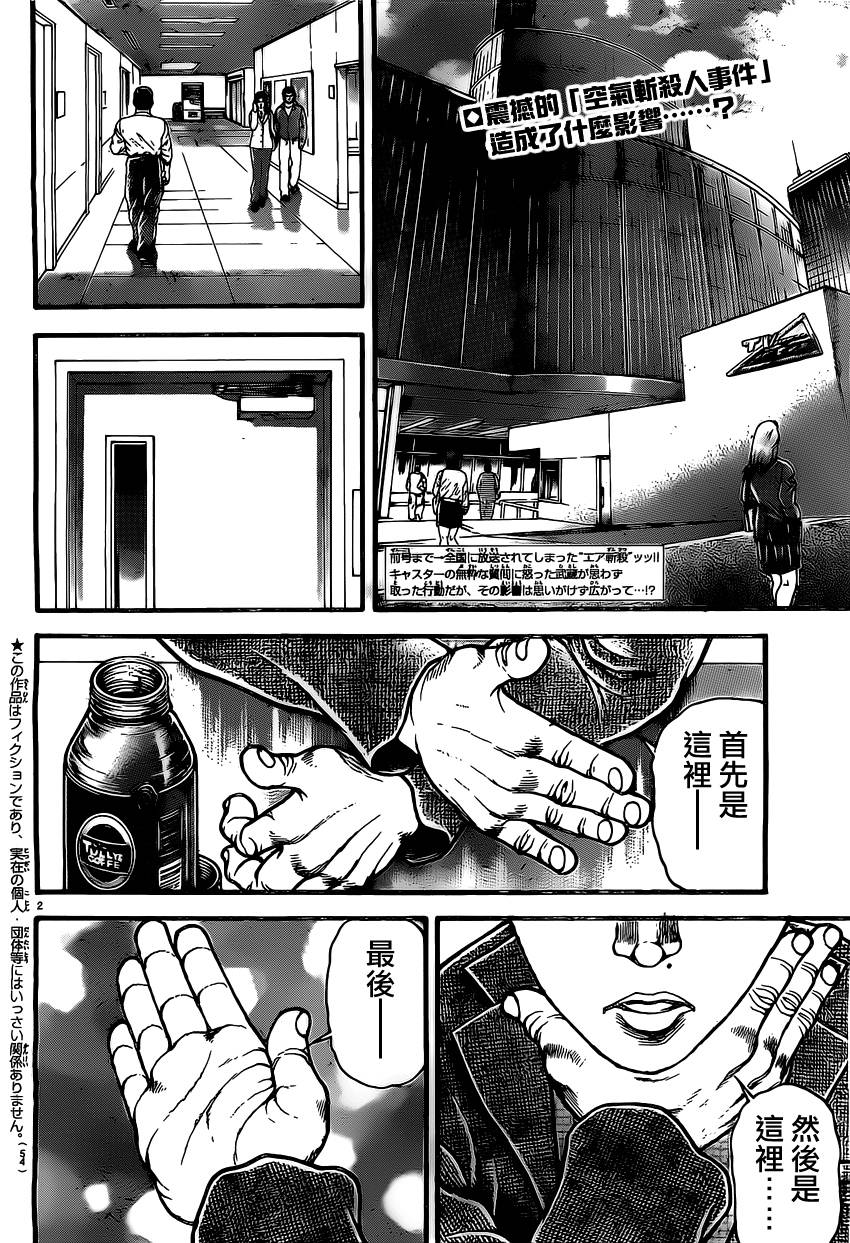 震撼的「空氣斬殺人事件」
造成了什麼影響……？
TV
前号まで→全国に放送されてしまった“エア斬殺”ッッ!!
キャスターの無粋な質問に怒った武蔵が思わず
取った行動だが、その影響は思いがけず広がって…!?
首先是
這裡——
TULLY'S
COFFEE
然後是
這裡……
最後—
2
★この作品はフィクションであり、実在の個人・団体等にはいっさい関係ありません。(54)